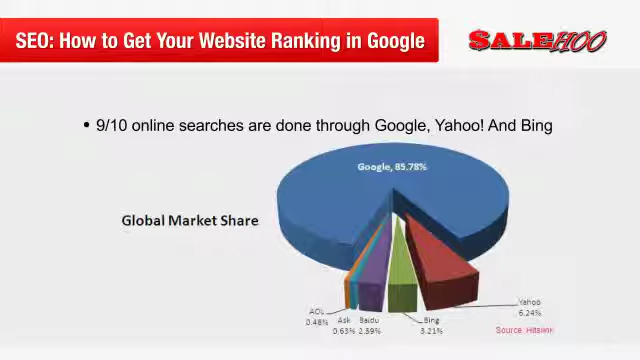 SEO: How to Get Your Website Ranking in Google
SALEHOO
• 9/10 online searches are done through Google, Yahoo! And Bing
Google, 85.78%
Global Market Share
AOL
0.48%
Ask
0.63%
Baidu
2.59%
Bing
3.21%
Yahoo
6.24%
Source: Hitslink